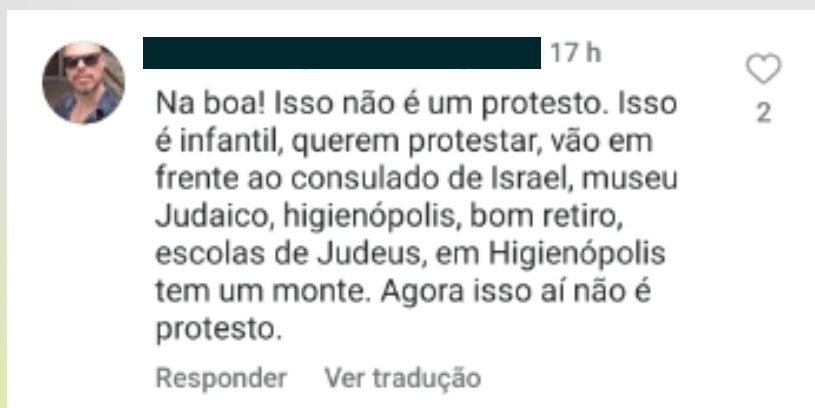 17 h
Na boa! Isso não é um protesto. Isso
é infantil, querem protestar, vão em
frente ao consulado de Israel, museu
Judaico, higienópolis, bom retiro,
escolas de Judeus, em Higienópolis
tem um monte. Agora isso aí não é
protesto.
Responder Ver tradução
2